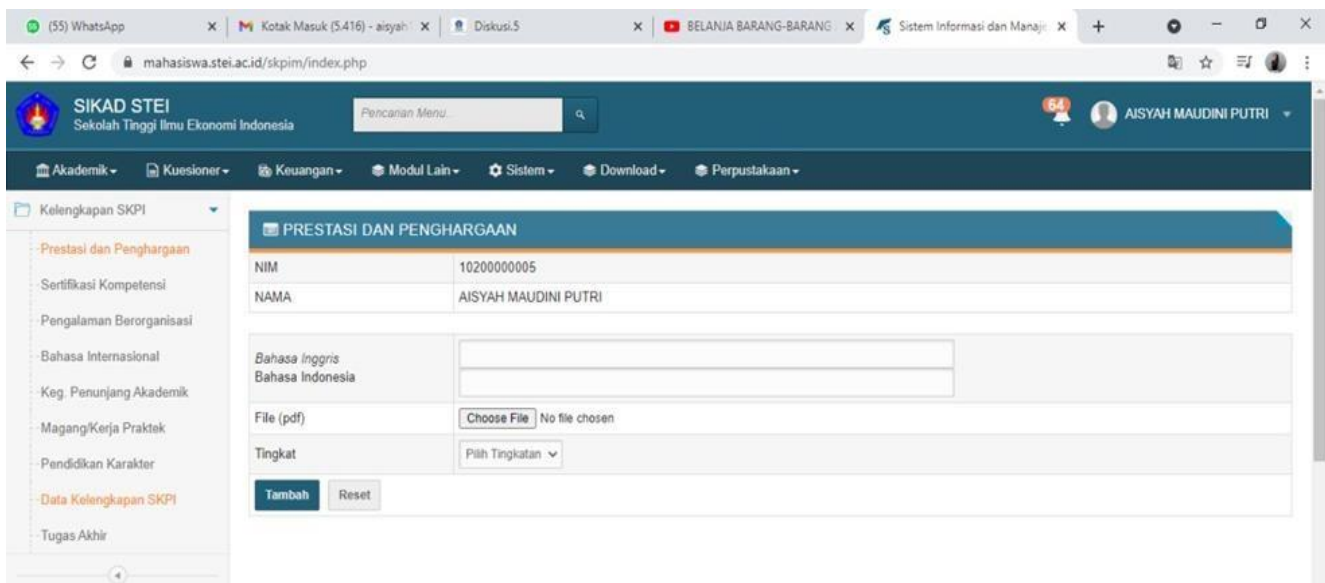 (55) WhatsApp
Kotak Masuk (5.416) - aisyah
Diskusi.5
BELANJA BARANG-BARANG
Sistem Informasi dan Manaj
mahasiswa.stei.ac.id/skpim/index.php
SIKAD STEI
Sekolah Tinggi Ilmu Ekonomi Indonesia
Pencarian Menu..
64
AISYAH MAUDINI PUTRI
Akademik
Kuesioner
Keuangan
Modul Lain
Sistem
Download
Perpustakaan
Kelengkapan SKPI
Prestasi dan Penghargaan
Sertifikasi Kompetensi
Pengalaman Berorganisasi
Bahasa Internasional
Keg. Penunjang Akademik
Magang/Kerja Praktek
Pendidikan Karakter
Data Kelengkapan SKPI
Tugas Akhir
PRESTASI DAN PENGHARGAAN
NIM 10200000005
NAMA AISYAH MAUDINI PUTRI
Bahasa Inggris
Bahasa Indonesia
File (pdf) Choose File No file chosen
Tingkat Pilih Tingkatan
Tambah Reset